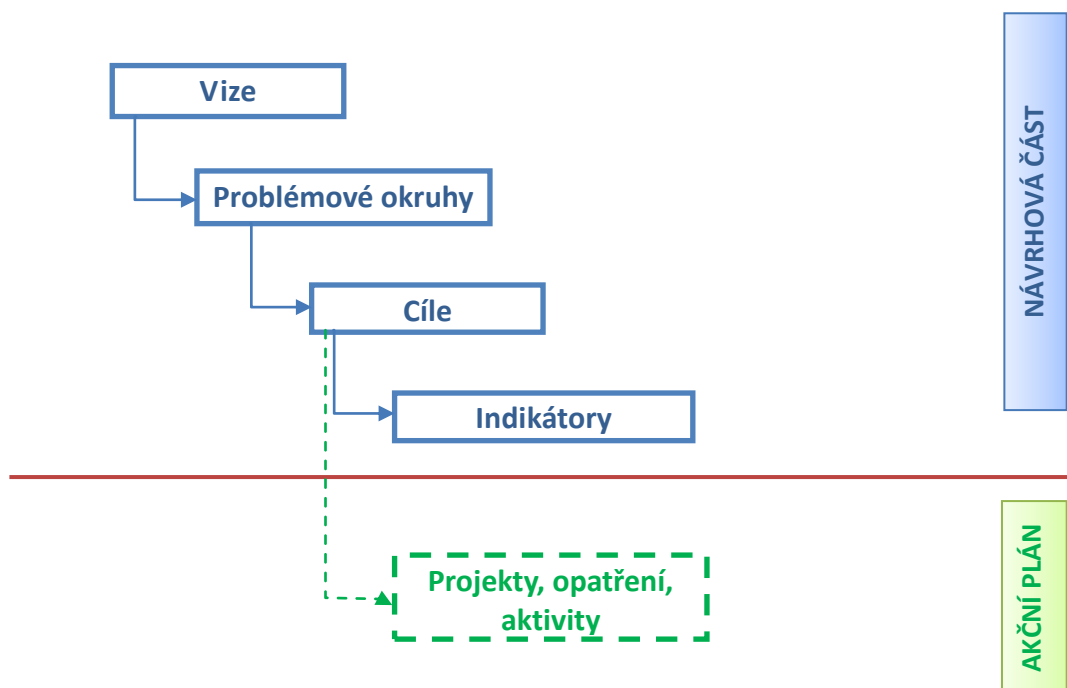 Vize
Problémové okruhy
Cíle
Indikátory
NÁVRHOVÁ ČÁST
Projekty, opatření,
aktivity
AKČNÍ PLÁN